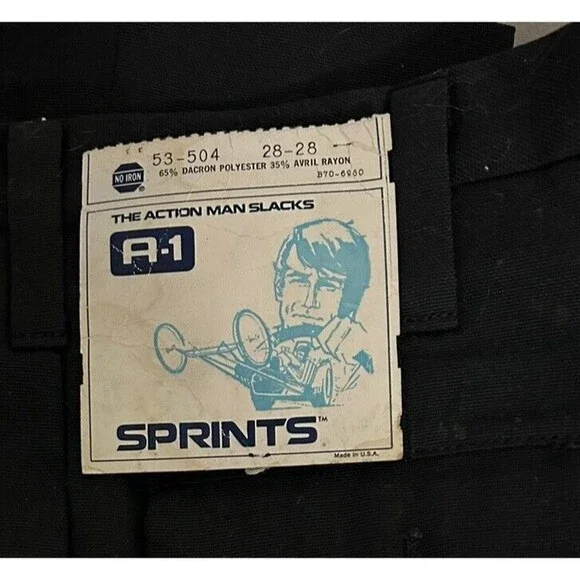 53-504 28-28 —
NO IRON ®
65% DACRON POLYESTER 35% AVRIL RAYON
B70-6960
THE ACTION MAN SLACKS
A-1
SPRINTS™
Made in U.S.A.